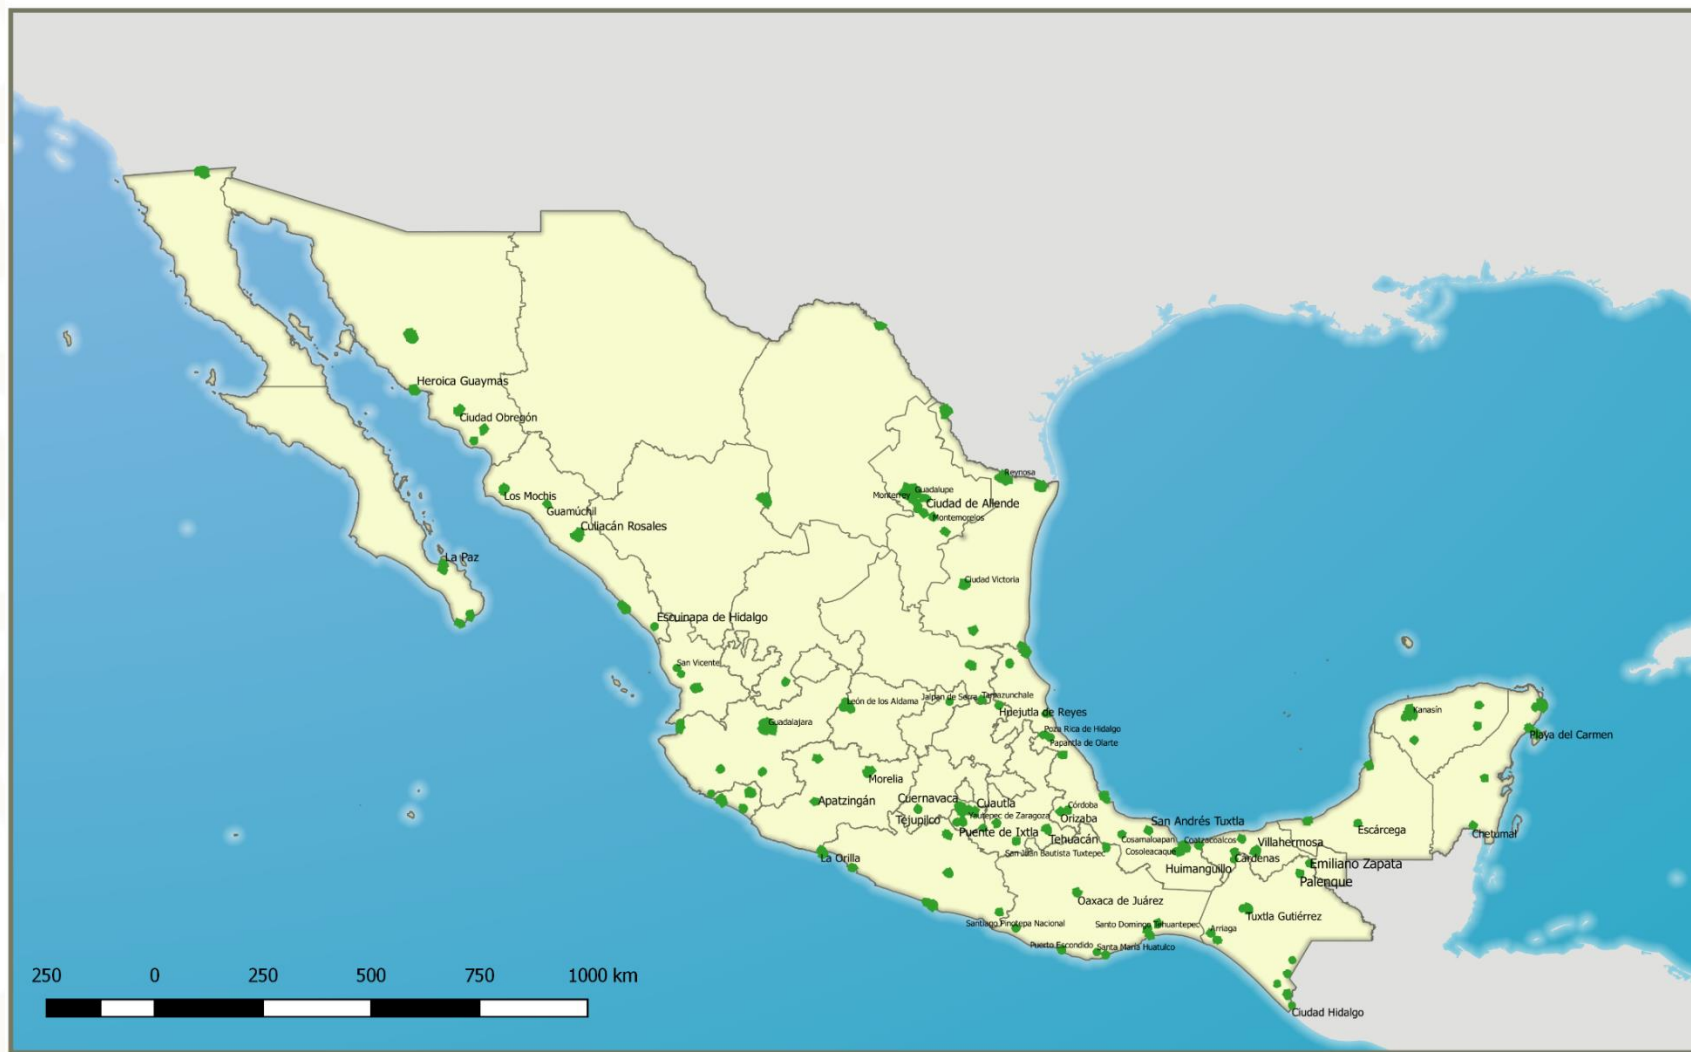 Heroica Guaymas
Ciudad Obregón
Reynosa
Los Mochis
Guadalupe
Monterrey
Ciudad de Allende
Guamúchil
Montemorelos
Culiacán Rosales
La Paz
Ciudad Victoria
Escuinapa de Hidalgo
San Vicente
León de los Aldama
Jalpan de Serra
Tamazunchale
Huejutla de Reyes
Kanasín
Guadalajara
Poza Rica de Hidalgo
Papantla de Olarte
Playa del Carmen
Morelia
Apatzingán
Cuernavaca
Cuautla
Córdoba
Yautepec de Zaragoza
Orizaba
Tejupilco
San Andrés Tuxtla
Puente de Ixtla
Tehuacán
Cosamaloapan
Coatzacoalcos
Escárcega
Chetumal
Villahermosa
San Juan Bautista Tuxtepec
Cosoleacaque
La Orilla
Cárdenas
Huimanguillo
Emiliano Zapata
Palenque
Oaxaca de Juárez
Tuxtla Gutiérrez
Santiago Pinotepa Nacional
Santo Domingo Tehuantepec
Arriaga
Puerto Escondido
Santa María Huatulco
Ciudad Hidalgo
250 0 250 500 750 1000 km